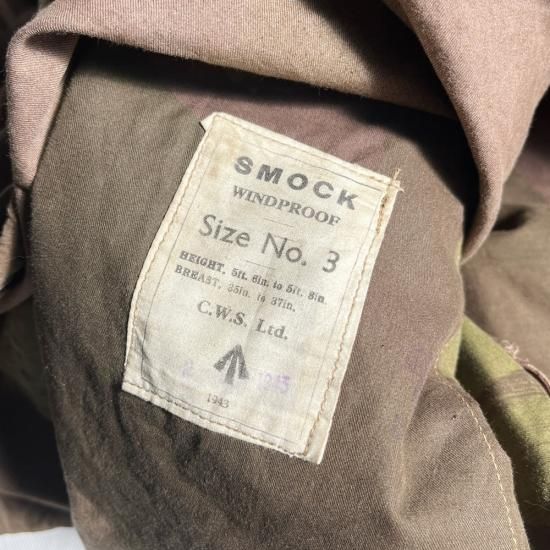 SMOCK
WINDPROOF
Size No. 3
HEIGHT, 5ft. 6in. to 5ft. 8in.
BREAST, 35in. to 37in.
C.W.S. Ltd.
1943